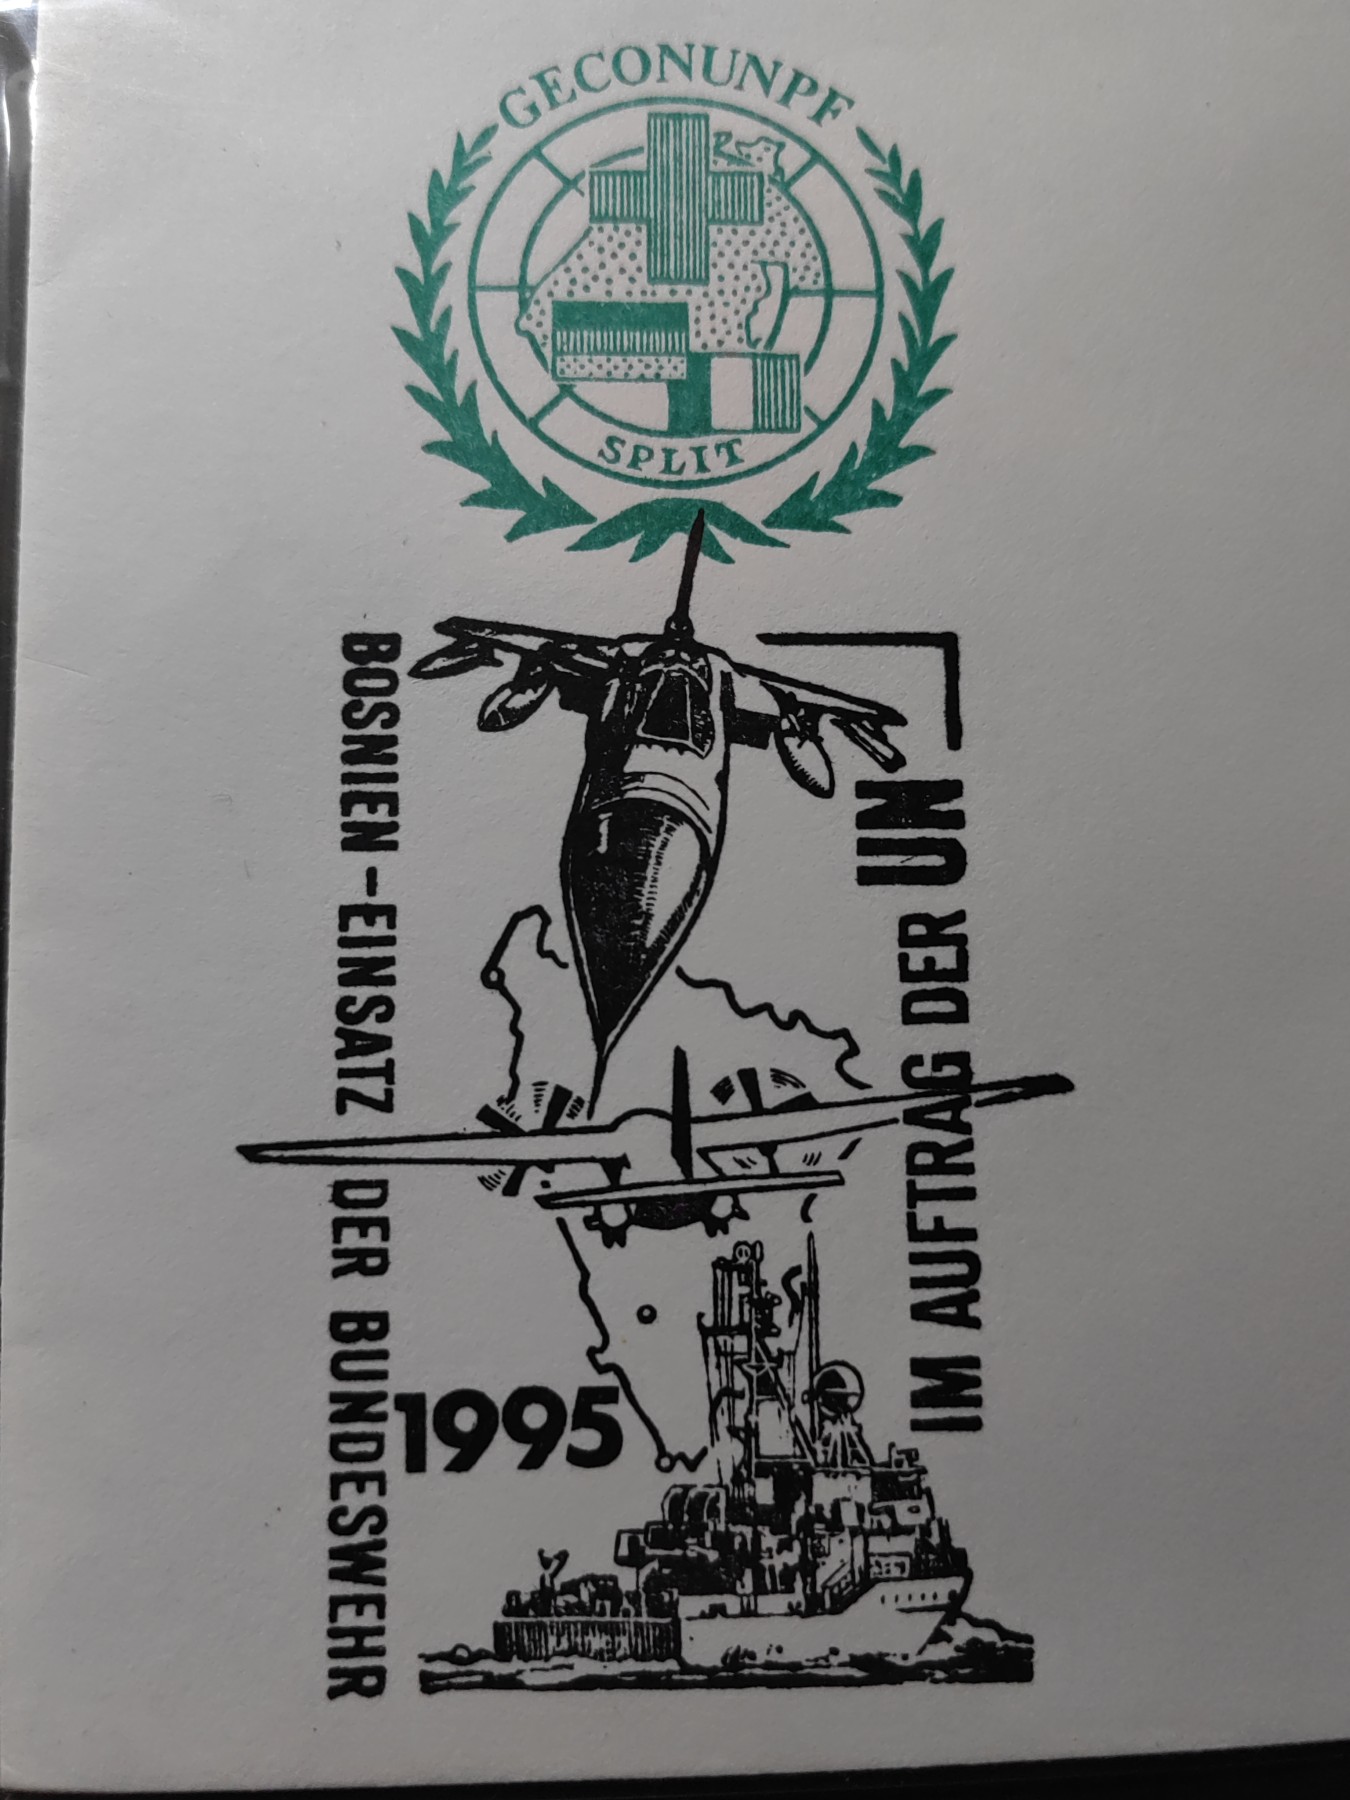 GECONUNPF
SPLIT
BOSNIEN-EINSATZ DER BUNDESWEHR
IM AUFTRAG DER UN
1995